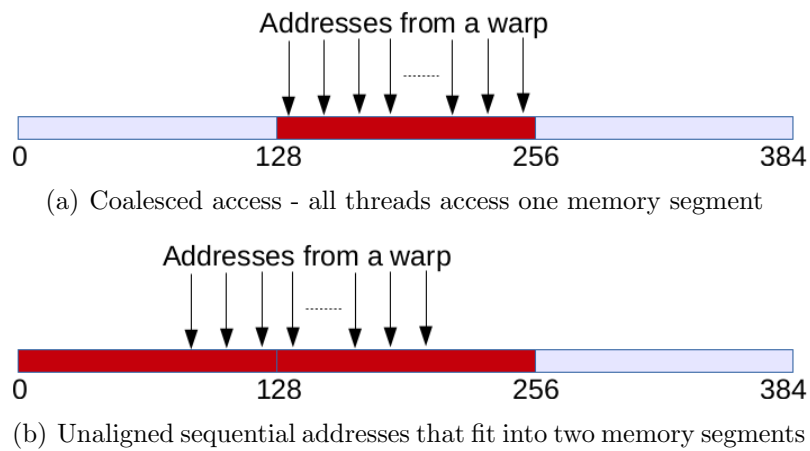 Addresses from a warp
0 128 256 384
(a) Coalesced access - all threads access one memory segment
Addresses from a warp
0 128 256 384
(b) Unaligned sequential addresses that fit into two memory segments